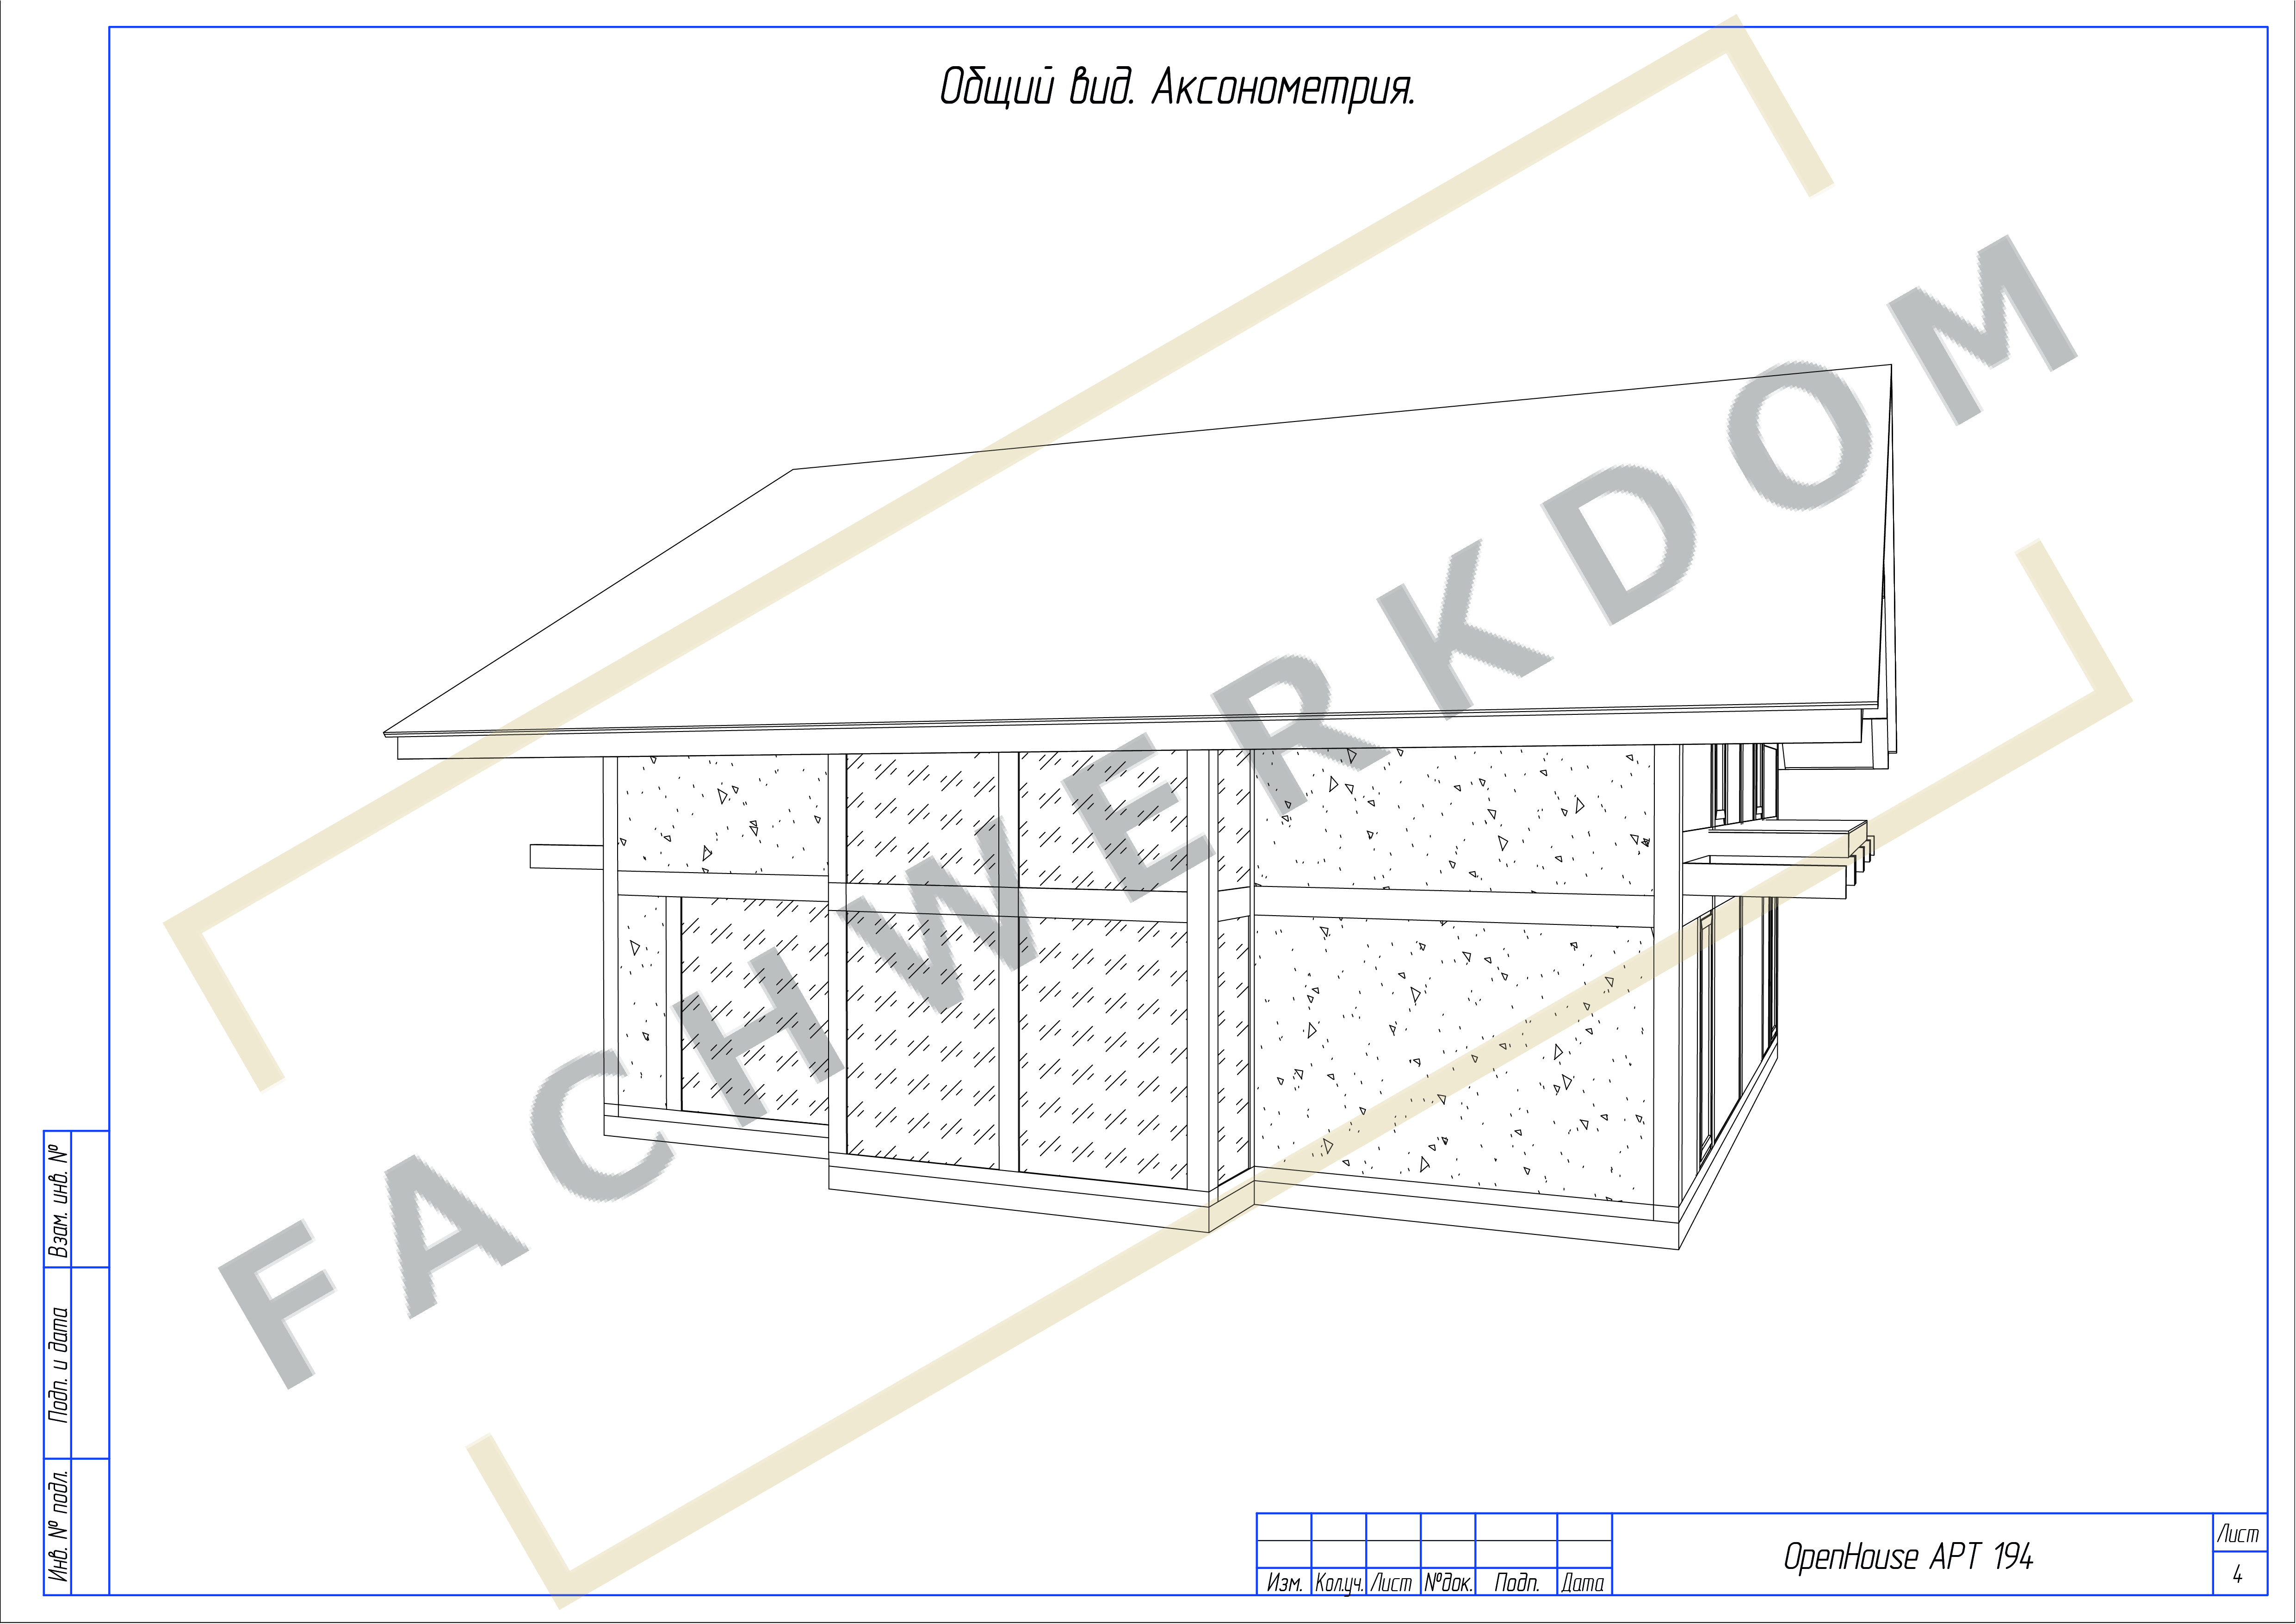 Общий вид. Аксонометрия.
FACHWERKDOM
Взам. инв. №
Подп. и дата
Инв. № подл.
Изм. Кол.уч. Лист №док. Подп. Дата
OpenHouse АРТ 194
Лист
4